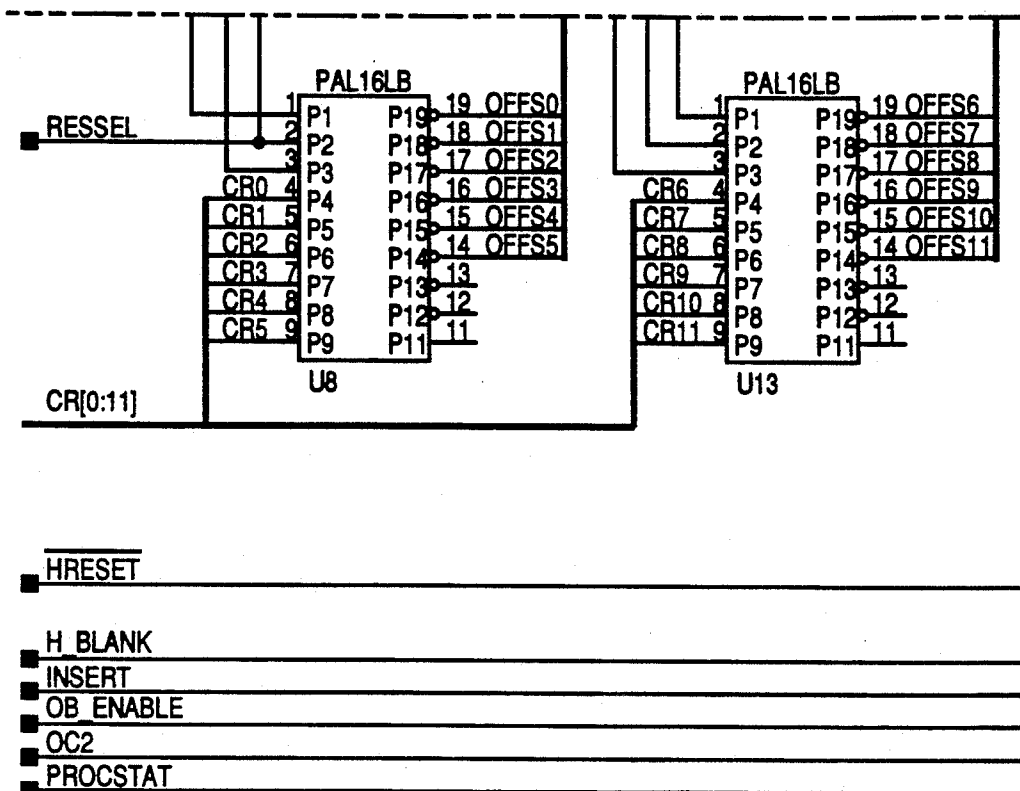 PAL16LB
1 P1 P19 19 OFFS0
RESSEL 2 P2 P18 18 OFFS1
3 P3 P17 17 OFFS2
CR0 4 P4 P16 16 OFFS3
CR1 5 P5 P15 15 OFFS4
CR2 6 P6 P14 14 OFFS5
CR3 7 P7 P13 13
CR4 8 P8 P12 12
CR5 9 P9 P11 11
U8
PAL16LB
1 P1 P19 19 OFFS6
2 P2 P18 18 OFFS7
3 P3 P17 17 OFFS8
CR6 4 P4 P16 16 OFFS9
CR7 5 P5 P15 15 OFFS10
CR8 6 P6 P14 14 OFFS11
CR9 7 P7 P13 13
CR10 8 P8 P12 12
CR11 9 P9 P11 11
U13
CR[0:11]
HRESET
H_BLANK
INSERT
OB_ENABLE
OC2
PROCSTAT